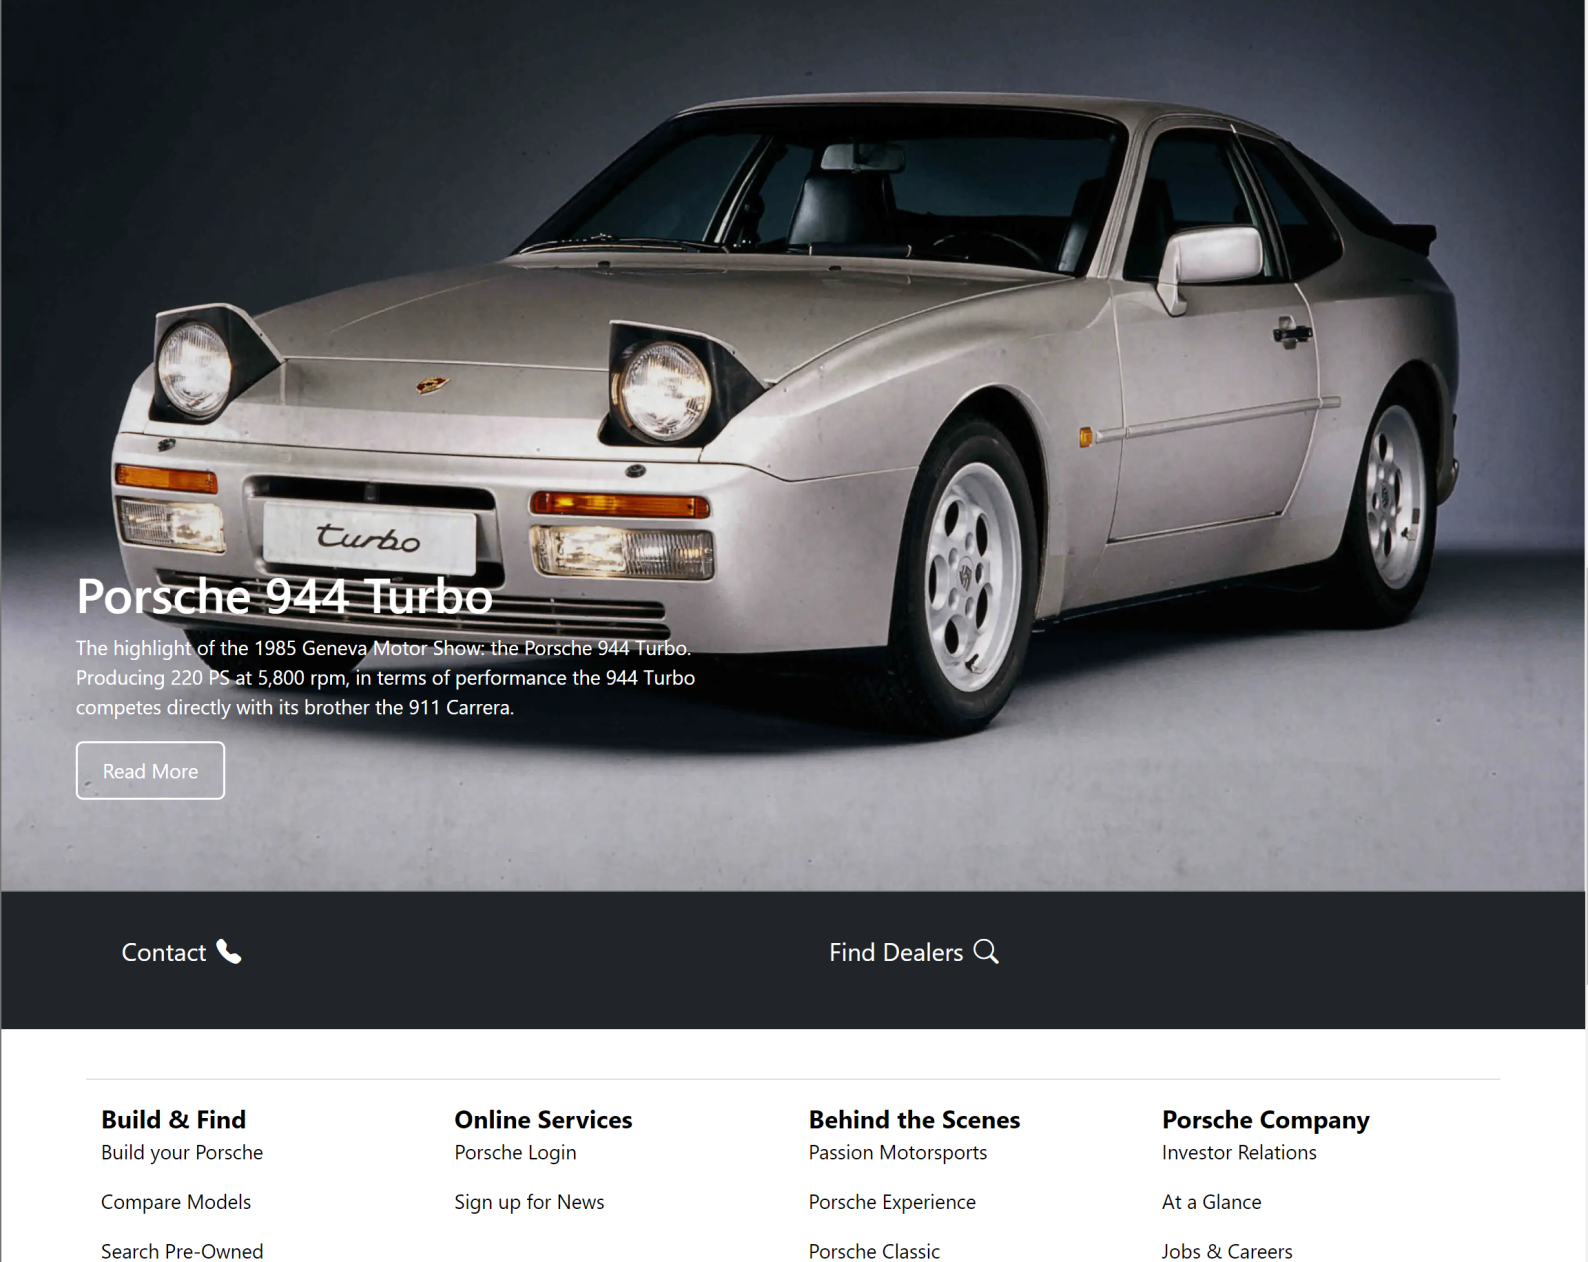 turbo
Porsche 944 Turbo
The highlight of the 1985 Geneva Motor Show: the Porsche 944 Turbo.
Producing 220 PS at 5,800 rpm, in terms of performance the 944 Turbo
competes directly with its brother the 911 Carrera.
Read More
Contact
Find Dealers
Build & Find
Build your Porsche
Compare Models
Search Pre-Owned
Online Services
Porsche Login
Sign up for News
Behind the Scenes
Passion Motorsports
Porsche Experience
Porsche Classic
Porsche Company
Investor Relations
At a Glance
Jobs & Careers